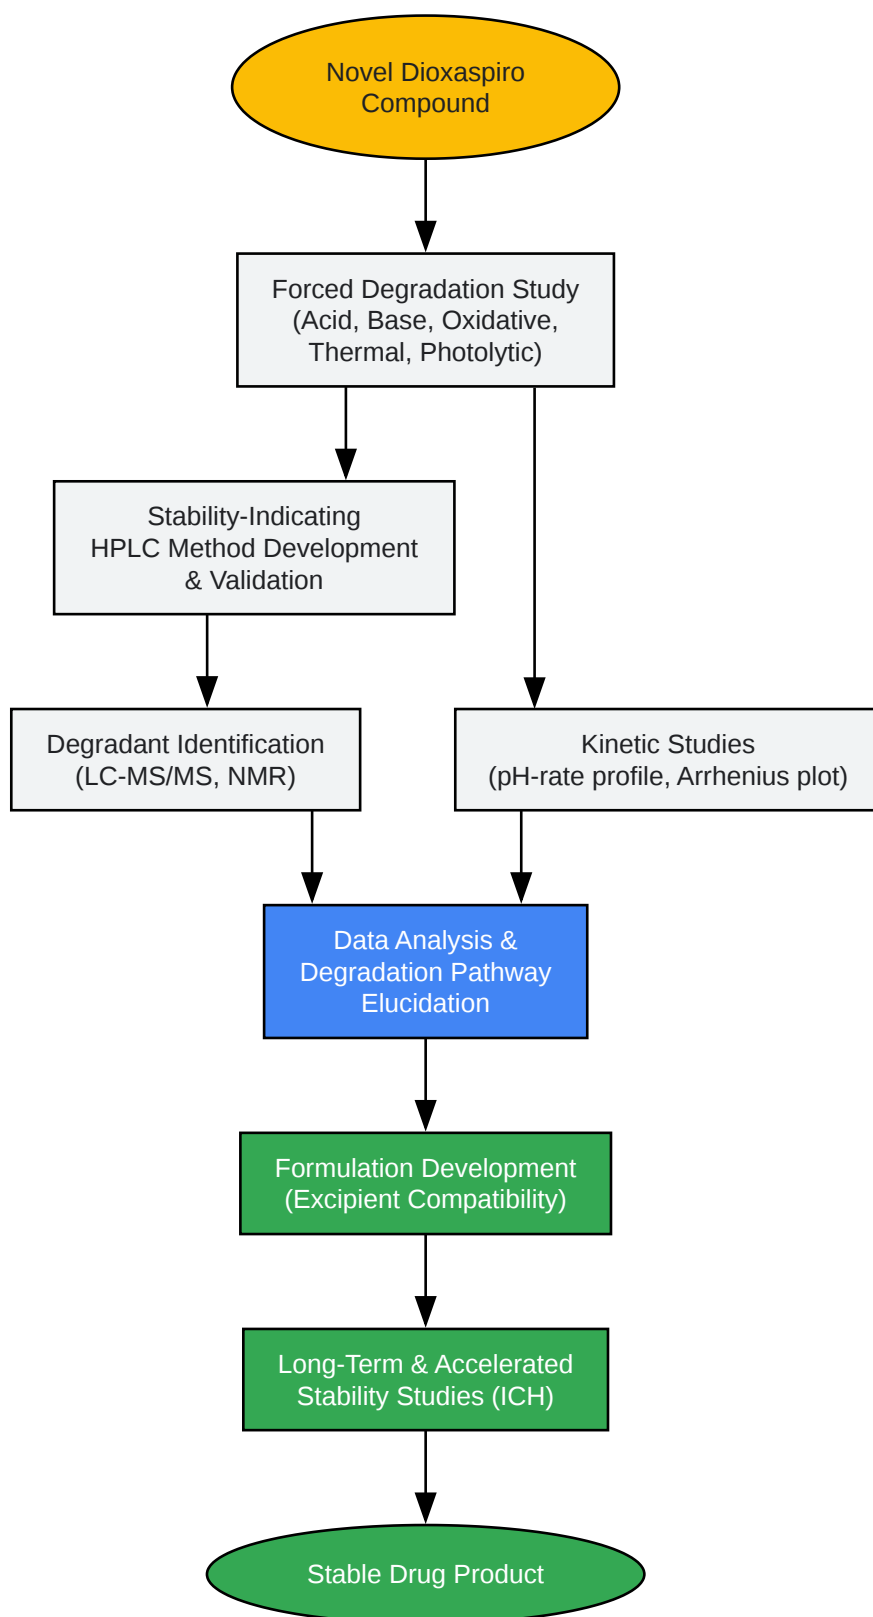 Novel Dioxaspiro
Compound
Forced Degradation Study
(Acid, Base, Oxidative,
Thermal, Photolytic)
Stability-Indicating
HPLC Method Development
& Validation
Degradant Identification
(LC-MS/MS, NMR)
Kinetic Studies
(pH-rate profile, Arrhenius plot)
Data Analysis &
Degradation Pathway
Elucidation
Formulation Development
(Excipient Compatibility)
Long-Term & Accelerated
Stability Studies (ICH)
Stable Drug Product